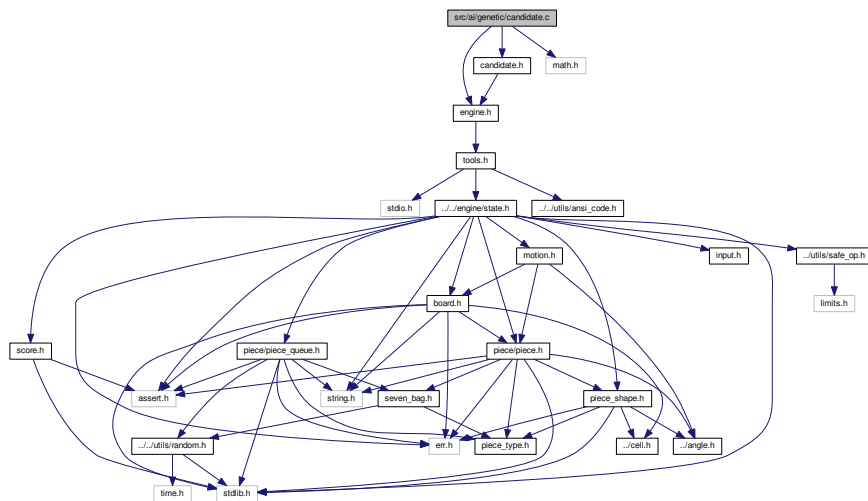 src/ai/genetic/candidate.c
candidate.h
math.h
engine.h
tools.h
stdio.h
../../engine/state.h
../../utils/ansi_code.h
motion.h
input.h
../utils/safe_op.h
board.h
limits.h
score.h
piece/piece_queue.h
piece/piece.h
assert.h
string.h
seven_bag.h
piece_shape.h
../../utils/random.h
err.h
piece_type.h
../cell.h
../angle.h
time.h
stdlib.h